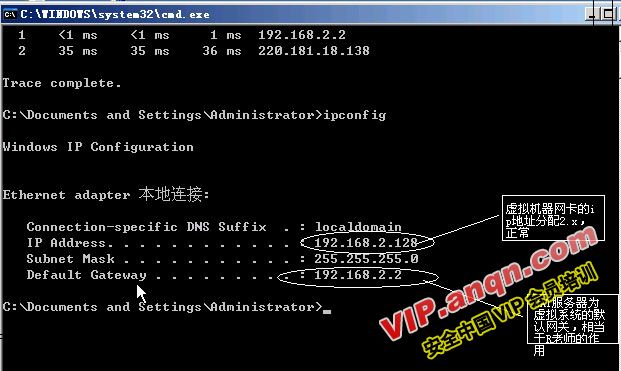 C:\WINDOWS\system32\cmd.exe
1 <1 ms <1 ms 1 ms 192.168.2.2
2 35 ms 35 ms 36 ms 220.181.18.138
Trace complete.
C:\Documents and Settings\Administrator>ipconfig
Windows IP Configuration
Ethernet adapter 本地连接:
Connection-specific DNS Suffix . : localdomain
IP Address. . . . . . . . . . . . : 192.168.2.128
Subnet Mask . . . . . . . . . . . : 255.255.255.0
Default Gateway . . . . . . . . . : 192.168.2.2
C:\Documents and Settings\Administrator>_
虚拟机器网卡的i
p地址分配2.x，
正常
服务器为
虚拟系统的默
认网关，相当
于R老师的作
用
VIP.anqn.com
安全中国 VIP 会员培训